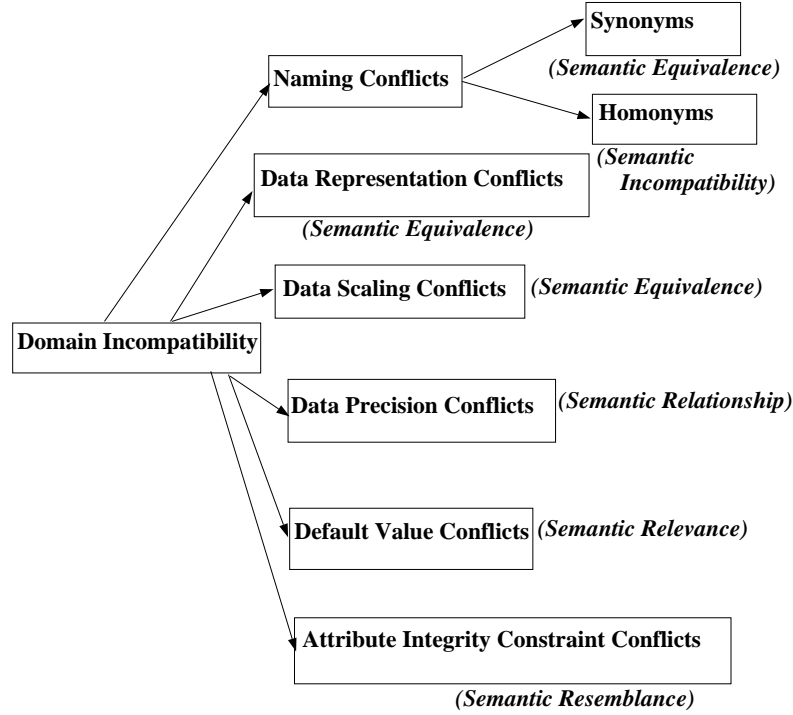 Synonyms
(Semantic Equivalence)
Naming Conflicts
Homonyms
(Semantic
Incompatibility)
Data Representation Conflicts
(Semantic Equivalence)
Data Scaling Conflicts
(Semantic Equivalence)
Domain Incompatibility
Data Precision Conflicts
(Semantic Relationship)
Default Value Conflicts
(Semantic Relevance)
Attribute Integrity Constraint Conflicts
(Semantic Resemblance)